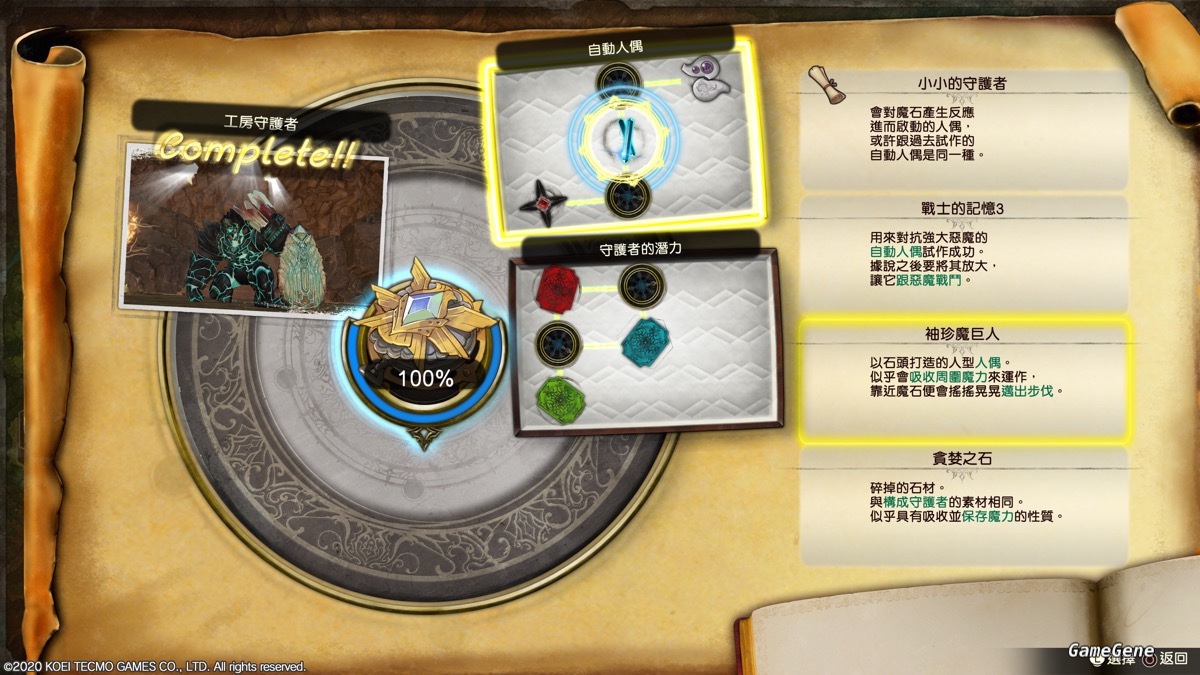 工房守護者
Complete!!
100%
自動人偶
守護者的潛力
小小的守護者
會對魔石產生反應
進而啟動的人偶，
或許跟過去試作的
自動人偶是同一種。
戰士的記憶3
用來對抗強大惡魔的
自動人偶試作成功。
據說之後要將其放大，
讓它跟惡魔戰鬥。
袖珍魔巨人
以石頭打造的人型人偶。
似乎會吸收周圍魔力來運作，
靠近魔石便會搖搖晃晃邁出步伐。
貪婪之石
碎掉的石材。
與構成守護者的素材相同。
似乎具有吸收並保存魔力的性質。
©2020 KOEI TECMO GAMES CO., LTD. All rights reserved.
GameGene
L 選擇 返回